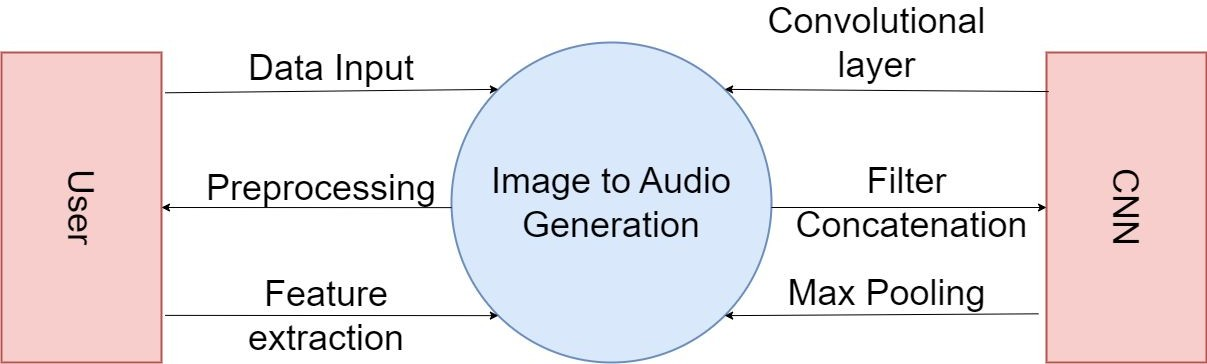 User
Data Input
Preprocessing
Feature
extraction
Image to Audio
Generation
Convolutional
layer
Filter
Concatenation
Max Pooling
CNN